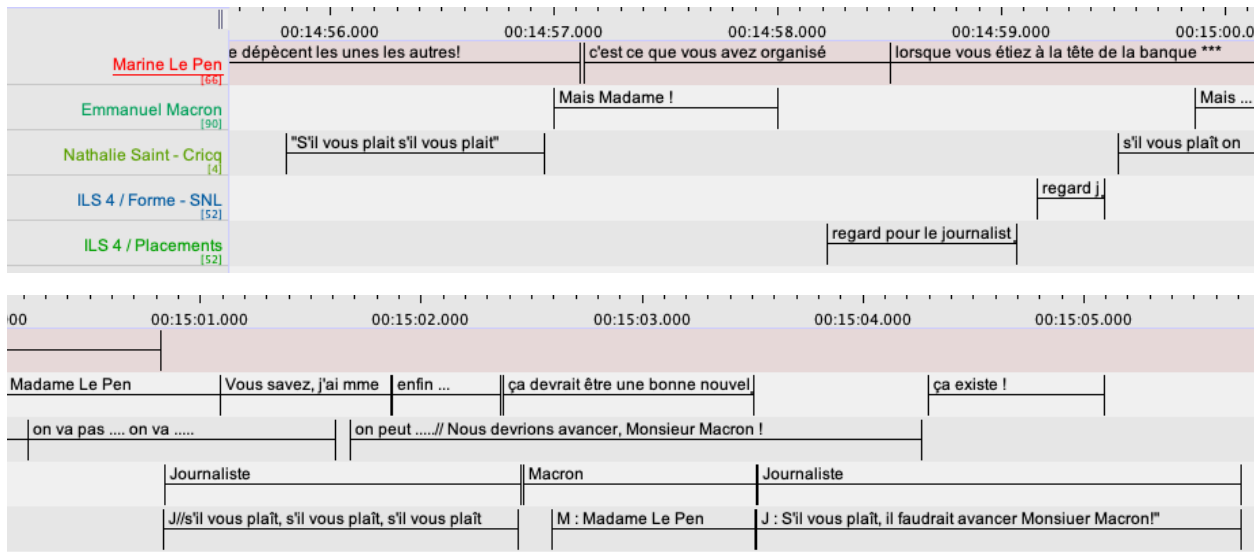 00:14:56.000 00:14:57.000 00:14:58.000 00:14:59.000 00:15:00.0
Marine Le Pen e dépècent les unes les autres! c'est ce que vous avez organisé lorsque vous étiez à la tête de la banque ***
[66]
Emmanuel Macron Mais Madame ! Mais ...
[90]
Nathalie Saint - Cricq "S'il vous plait s'il vous plait" s'il vous plaît on
[4]
ILS 4 / Forme - SNL regard j
[52]
ILS 4 / Placements regard pour le journalist
[52]
00 00:15:01.000 00:15:02.000 00:15:03.000 00:15:04.000 00:15:05.000
Madame Le Pen Vous savez, j'ai mme enfin ... ça devrait être une bonne nouvel ça existe !
on va pas .... on va ..... on peut .....// Nous devrions avancer, Monsieur Macron !
Journaliste Macron Journaliste
J//s'il vous plaît, s'il vous plaît, s'il vous plaît M : Madame Le Pen J : S'il vous plaît, il faudrait avancer Monsiuer Macron!"